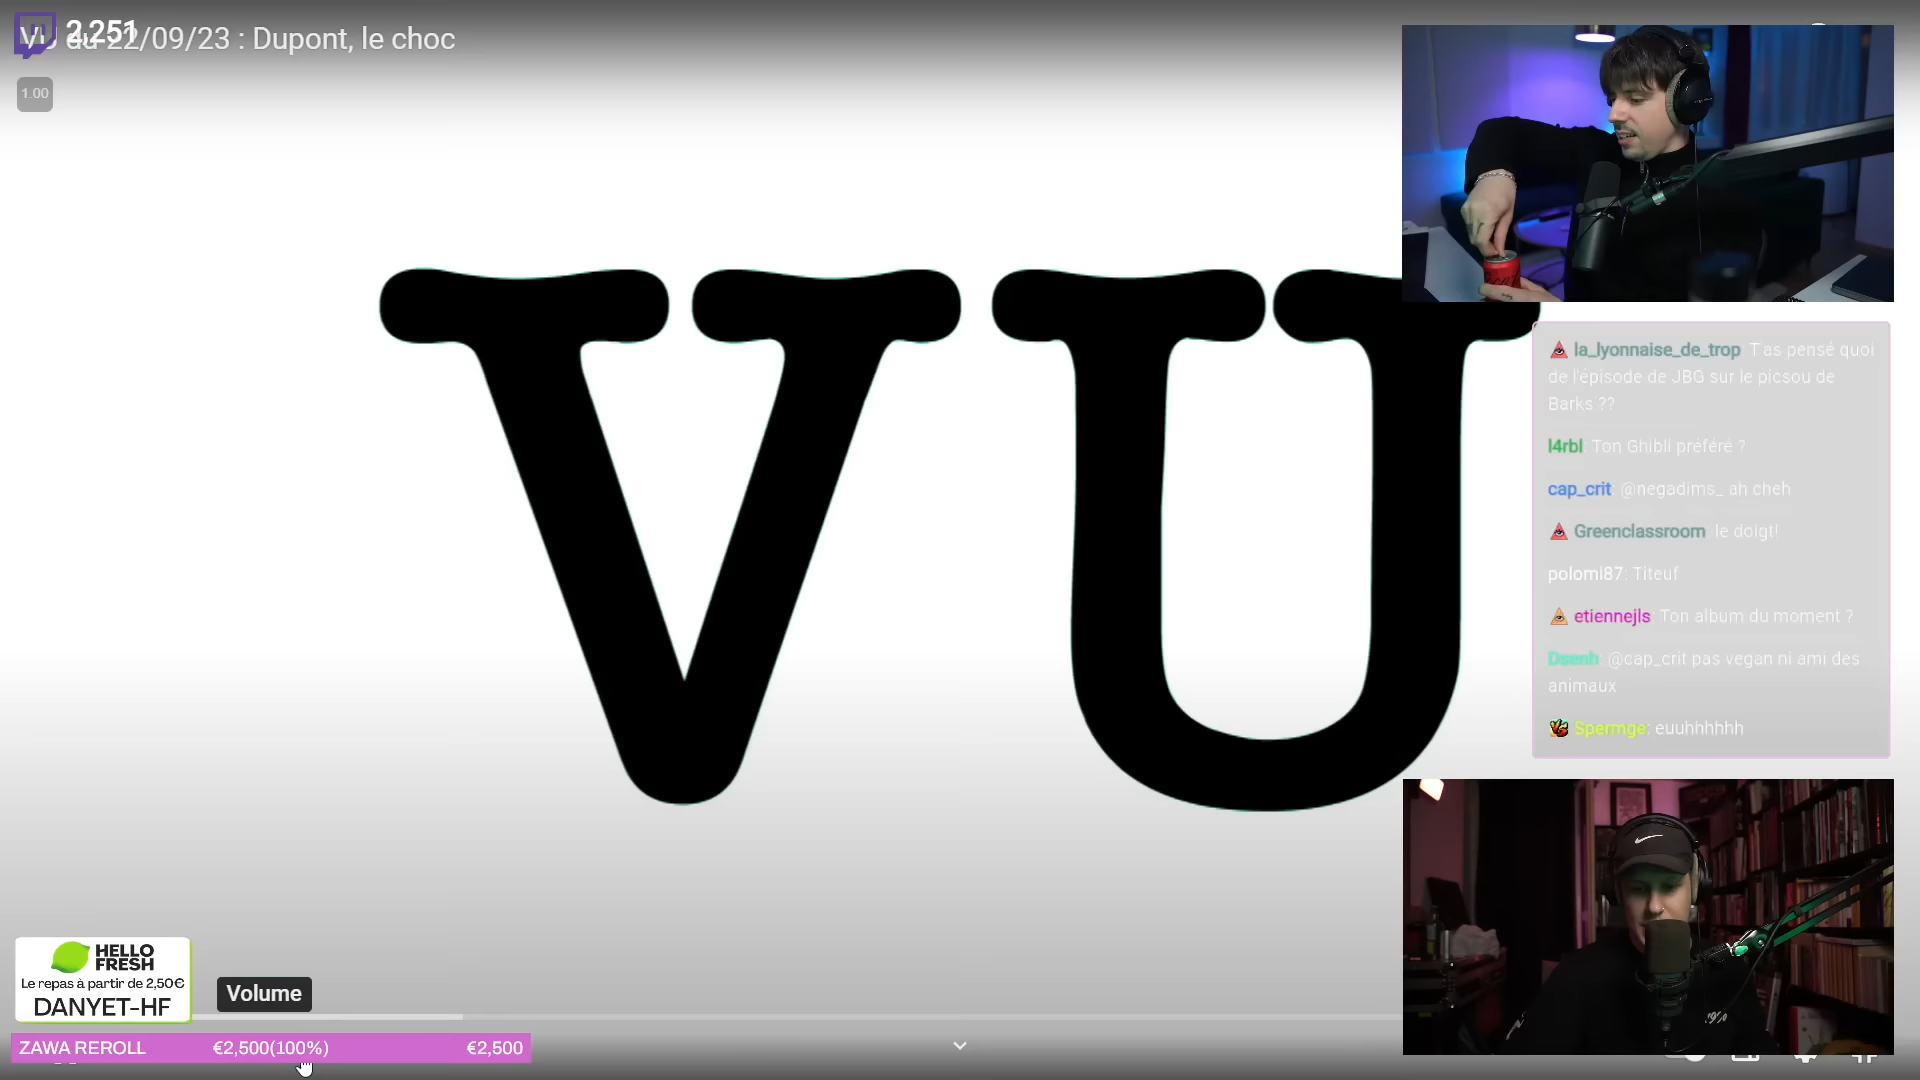 2,251
VU du 22/09/23 : Dupont, le choc
1.00
VU
la_lyonnaise_de_trop T'as pensé quoi
de l'épisode de JBG sur le picsou de
Barks ??
l4rbl Ton Ghibli préféré ?
cap_crit @negadims_ ah cheh
Greenclassroom le doigt!
polomi87: Titeuf
etiennejls Ton album du moment ?
Dsenh @cap_crit pas vegan ni ami des
animaux
Spermge: euuhhhhhh
HELLO
FRESH
Le repas à partir de 2,50€
DANYET-HF
Volume
ZAWA REROLL €2,500(100%) €2,500